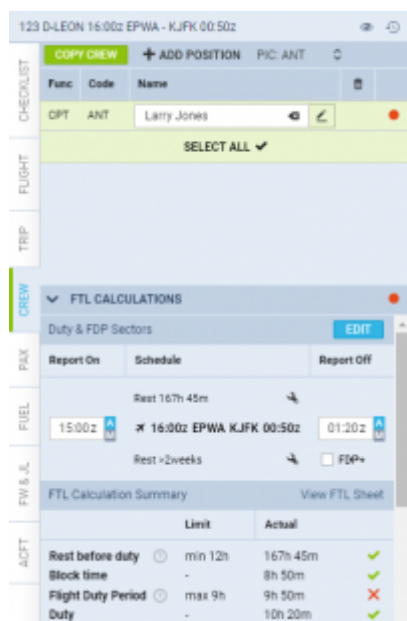 123 D-LEON 16:00z EPWA - KJFK 00:50z
COPY CREW + ADD POSITION PIC: ANT
Func Code Name
CPT ANT Larry Jones
SELECT ALL
CHECKLIST
FLIGHT
TRIP
CREW
PAX
FUEL
FW & JL
ACFT
FTL CALCULATIONS
Duty & FDP Sectors EDIT
Report On Schedule Report Off
Rest 167h 45m
15:00z A M 16:00z EPWA KJFK 00:50z 01:20z A
Rest >2weeks FDP+
FTL Calculation Summary View FTL Sheet
Limit Actual
Rest before duty min 12h 167h 45m
Block time - 8h 50m
Flight Duty Period max 9h 9h 50m
Duty - 10h 20m